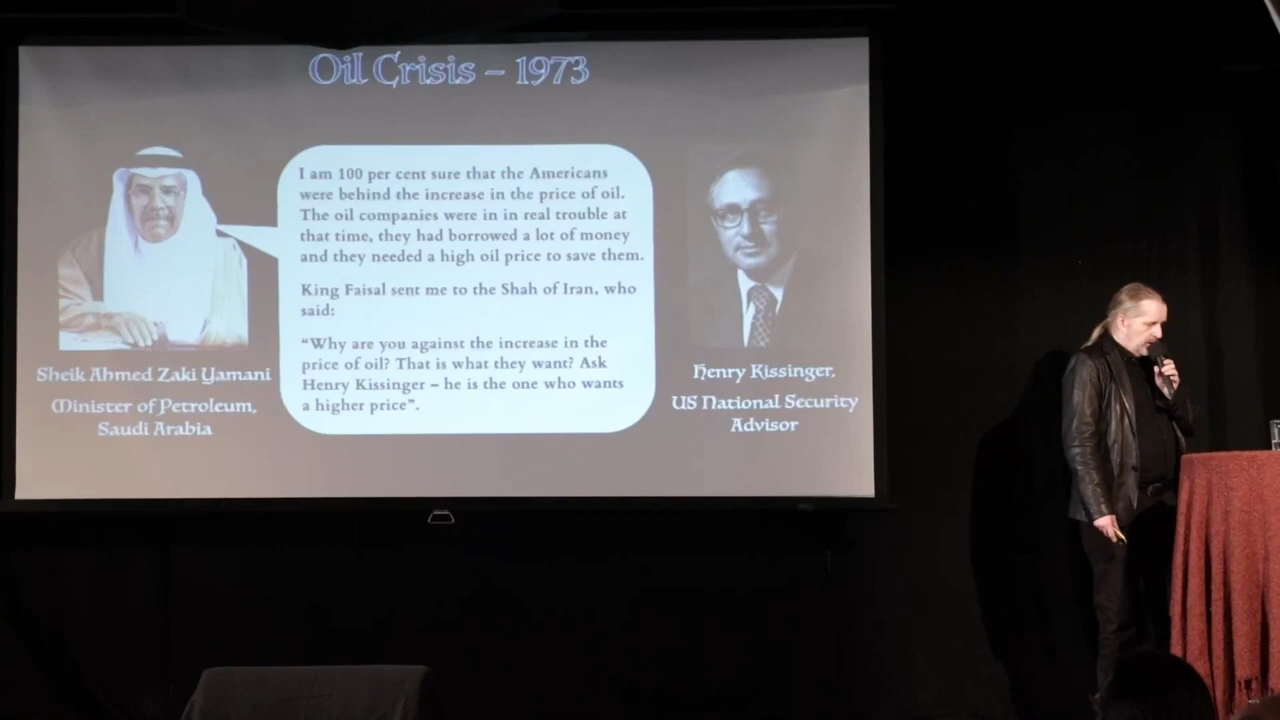 Oil Crisis – 1973
I am 100 per cent sure that the Americans
were behind the increase in the price of oil.
The oil companies were in in real trouble at
that time, they had borrowed a lot of money
and they needed a high oil price to save them.
King Faisal sent me to the Shah of Iran, who
said:
“Why are you against the increase in the
price of oil? That is what they want? Ask
Henry Kissinger – he is the one who wants
a higher price”.
Sheik Ahmed Zaki Yamani
Minister of Petroleum,
Saudi Arabia
Henry Kissinger,
US National Security
Advisor